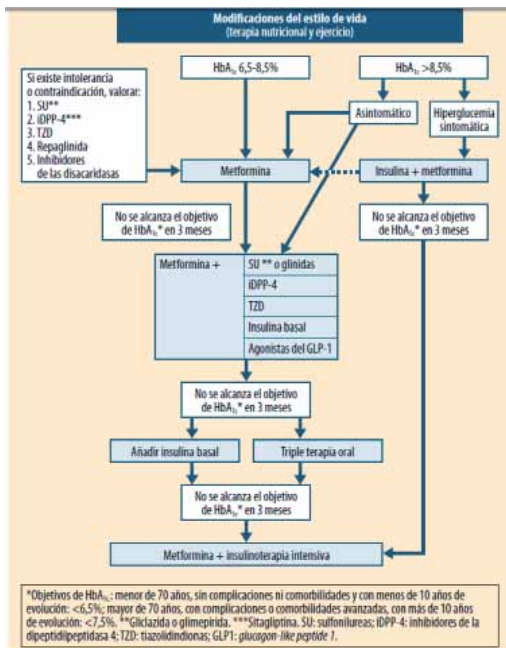 Modificaciones del estilo de vida
(terapia nutricional y ejercicio)
Si existe intolerancia
o contraindicación, valorar:
1. SU**
2. iDPP-4***
3. TZD
4. Repaglinida
5. Inhibidores
de las disacaridasas
HbA1c 6,5-8,5%
HbA1c >8,5%
Asintomático
Hiperglucemia
sintomática
Metformina
Insulina + metformina
No se alcanza el objetivo
de HbA1c* en 3 meses
No se alcanza el objetivo
de HbA1c* en 3 meses
Metformina +
SU ** o glinidas
iDPP-4
TZD
Insulina basal
Agonistas del GLP-1
No se alcanza el objetivo
de HbA1c* en 3 meses
Añadir insulina basal
Triple terapia oral
No se alcanza el objetivo
de HbA1c* en 3 meses
Metformina + insulinoterapia intensiva
*Objetivos de HbA1c: menor de 70 años, sin complicaciones ni comorbilidades y con menos de 10 años de
evolución: <6,5%; mayor de 70 años, con complicaciones o comorbilidades avanzadas, con más de 10 años
de evolución: <7,5%. **Gliclazida o glimepirida. ***Sitagliptina. SU: sulfonilureas; iDPP-4: inhibidores de la
dipeptidilpeptidasa 4; TZD: tiazolidindionas; GLP1: glucagon-like peptide 1.